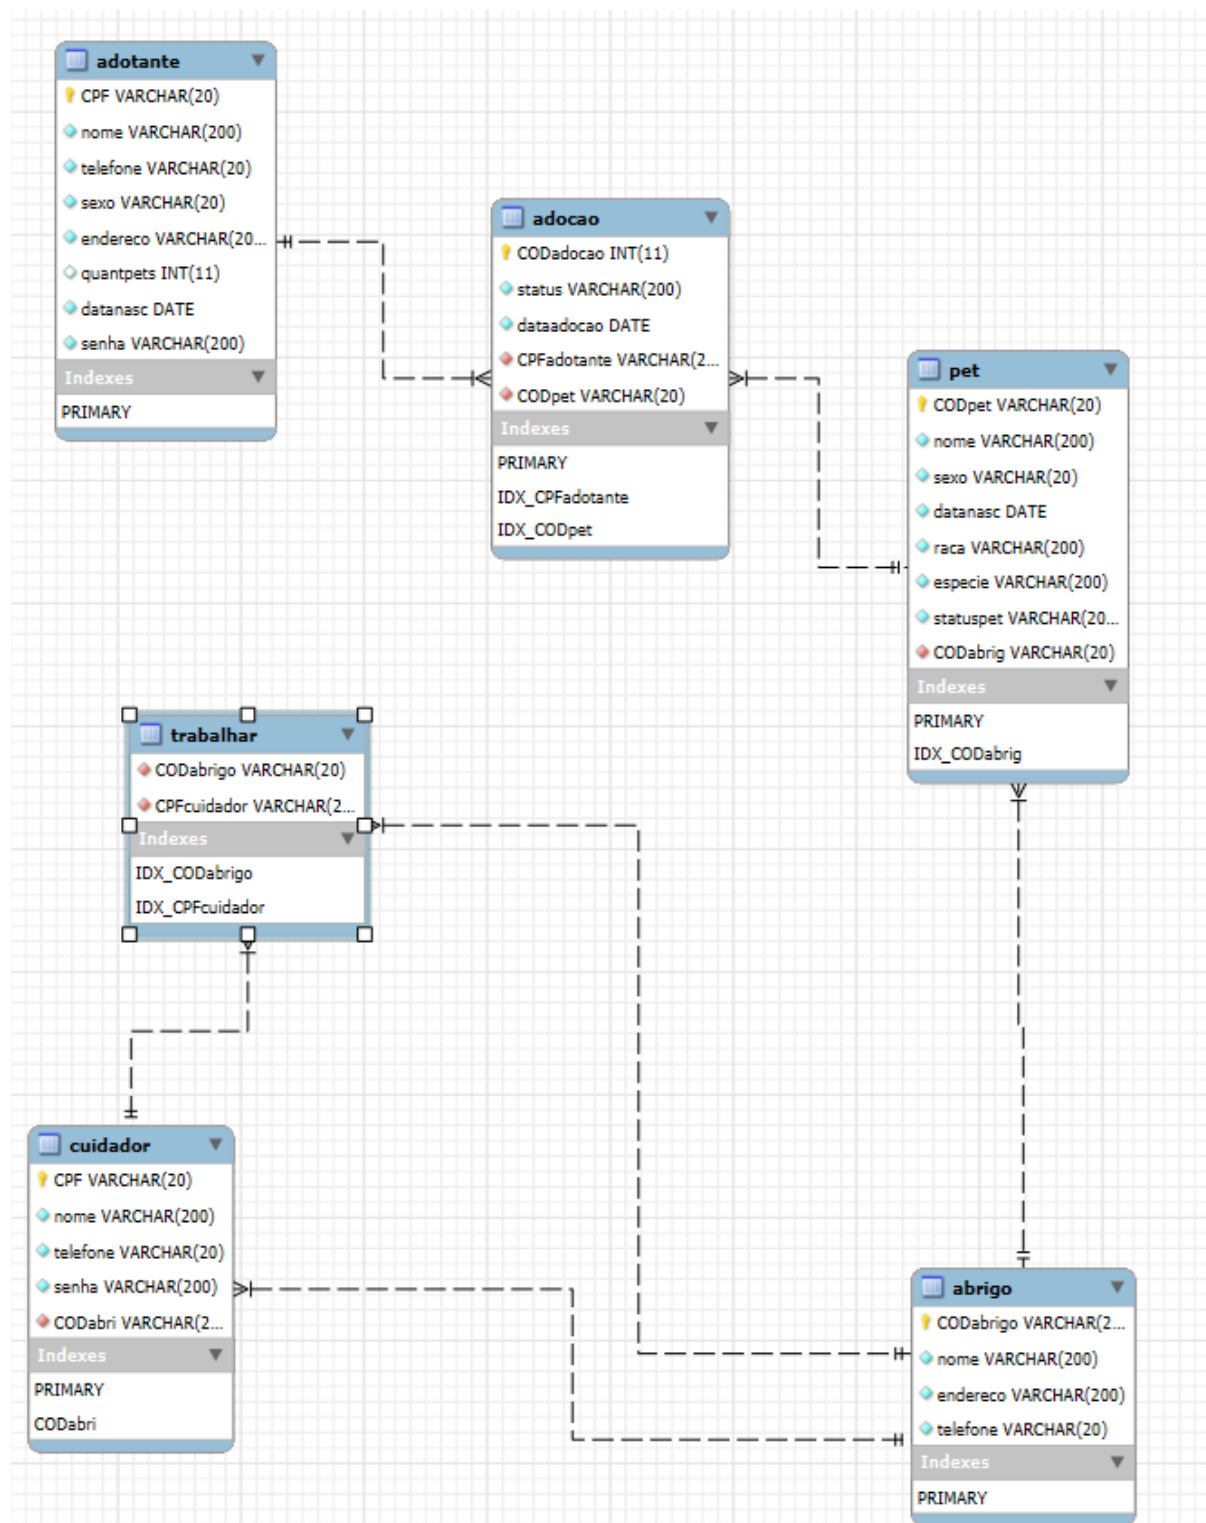 adotante
CPF VARCHAR(20)
nome VARCHAR(200)
telefone VARCHAR(20)
sexo VARCHAR(20)
endereco VARCHAR(20...
quantpets INT(11)
datanasc DATE
senha VARCHAR(200)
Indexes
PRIMARY
adocao
CODadocao INT(11)
status VARCHAR(200)
dataadocao DATE
CPFadotante VARCHAR(2...
CODpet VARCHAR(20)
Indexes
PRIMARY
IDX_CPFadotante
IDX_CODpet
pet
CODpet VARCHAR(20)
nome VARCHAR(200)
sexo VARCHAR(20)
datanasc DATE
raca VARCHAR(200)
especie VARCHAR(200)
statuspet VARCHAR(20...
CODabrig VARCHAR(20)
Indexes
PRIMARY
IDX_CODabrig
trabalhar
CODabrigo VARCHAR(20)
CPFcuidador VARCHAR(2...
Indexes
IDX_CODabrigo
IDX_CPFcuidador
cuidador
CPF VARCHAR(20)
nome VARCHAR(200)
telefone VARCHAR(20)
senha VARCHAR(200)
CODabri VARCHAR(2...
Indexes
PRIMARY
CODabri
abrigo
CODabrigo VARCHAR(2...
nome VARCHAR(200)
endereco VARCHAR(200)
telefone VARCHAR(20)
Indexes
PRIMARY